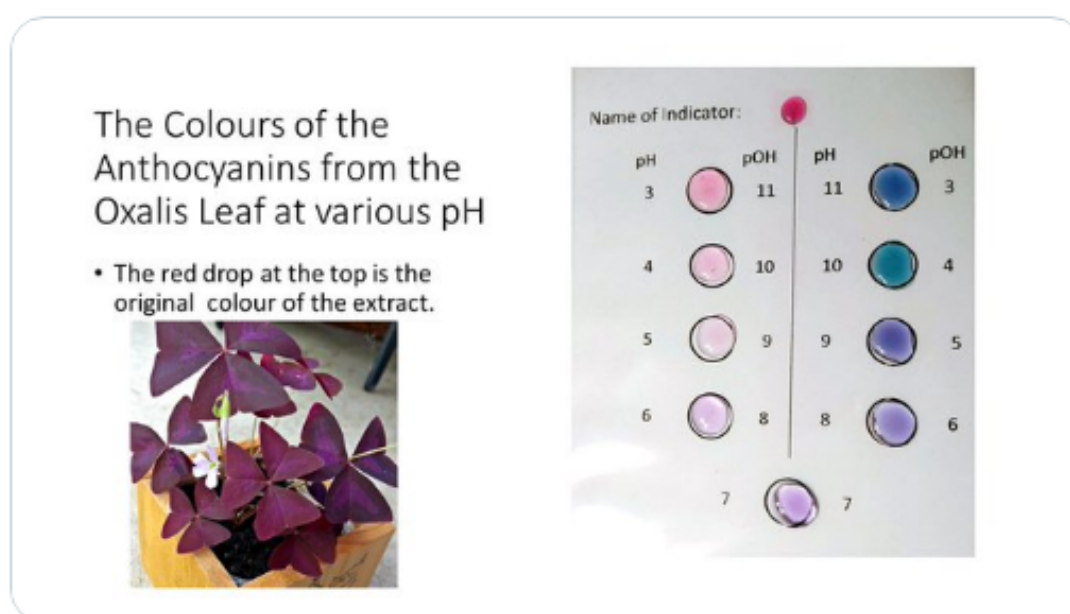 The Colours of the
Anthocyanins from the
Oxalis Leaf at various pH
• The red drop at the top is the
original colour of the extract.
Name of Indicator:
pH pOH pH pOH
3 11 11 3
4 10 10 4
5 9 9 5
6 8 8 6
7 7